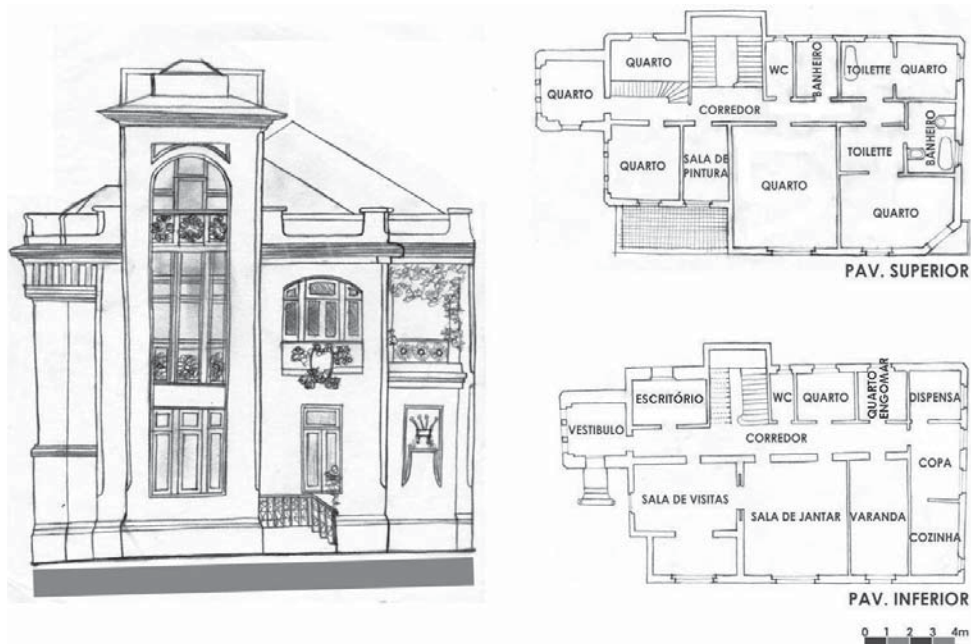 QUARTO
WC
BANHEIRO
TOILETTE
QUARTO
QUARTO
CORREDOR
QUARTO
SALA DE
PINTURA
QUARTO
TOILETTE
BANHEIRO
QUARTO
PAV. SUPERIOR
ESCRITÓRIO
WC
QUARTO
QUARTO
ENGOMAR
DISPENSA
VESTIBULO
CORREDOR
COPA
SALA DE VISITAS
SALA DE JANTAR
VARANDA
COZINHA
PAV. INFERIOR
0 1 2 3 4m